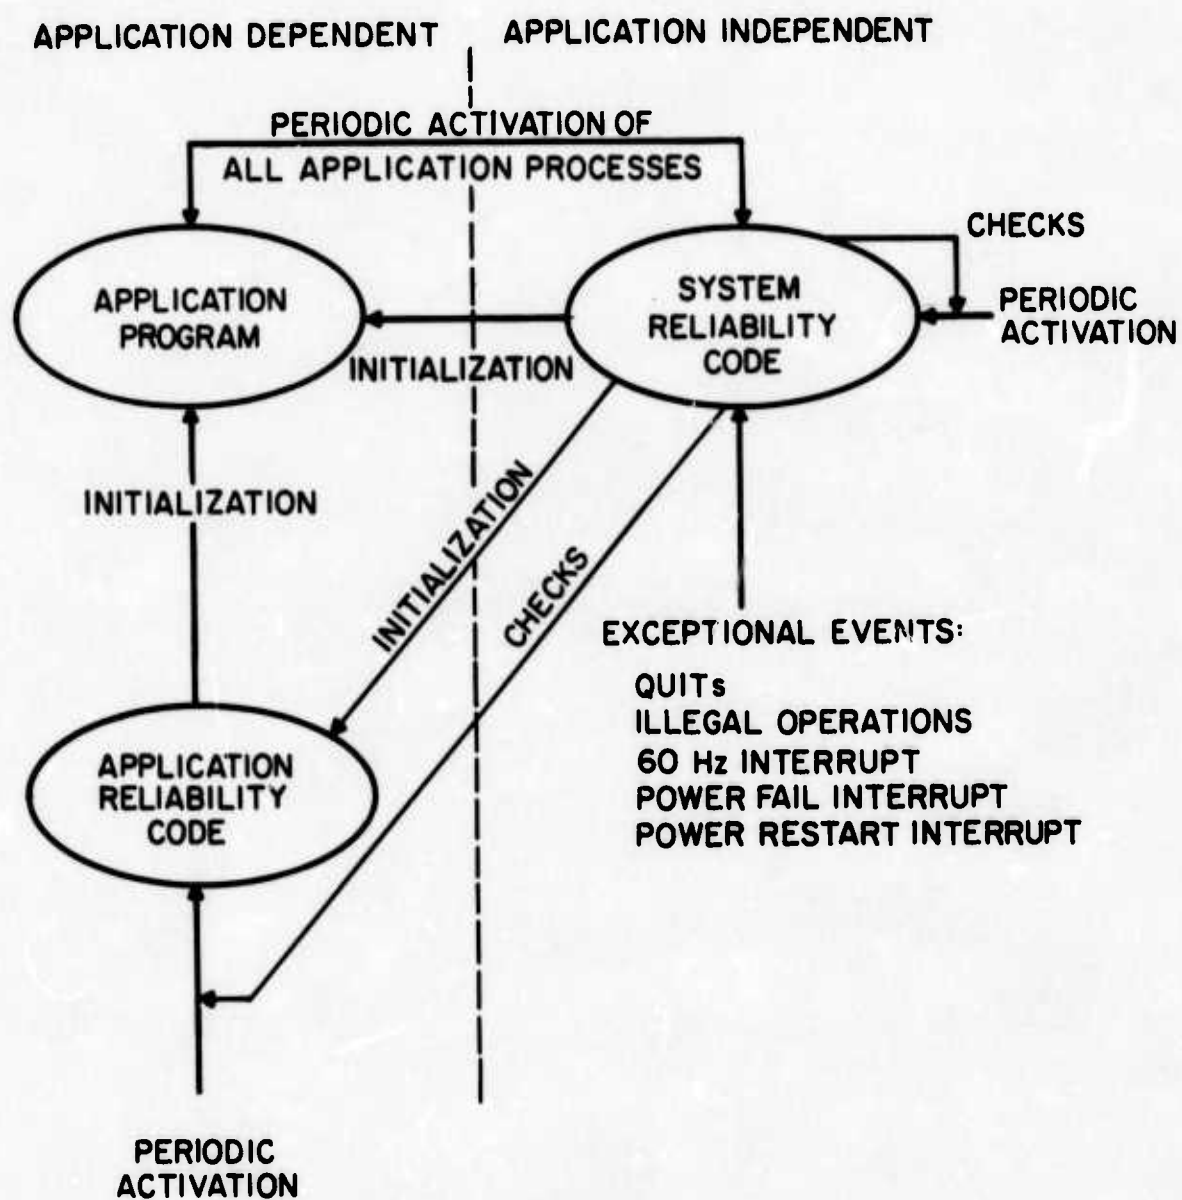 APPLICATION DEPENDENT
APPLICATION INDEPENDENT
PERIODIC ACTIVATION OF
ALL APPLICATION PROCESSES
CHECKS
APPLICATION
PROGRAM
SYSTEM
RELIABILITY
CODE
PERIODIC
ACTIVATION
INITIALIZATION
INITIALIZATION
INITIALIZATION
CHECKS
EXCEPTIONAL EVENTS:
QUITs
ILLEGAL OPERATIONS
60 Hz INTERRUPT
POWER FAIL INTERRUPT
POWER RESTART INTERRUPT
APPLICATION
RELIABILITY
CODE
PERIODIC
ACTIVATION